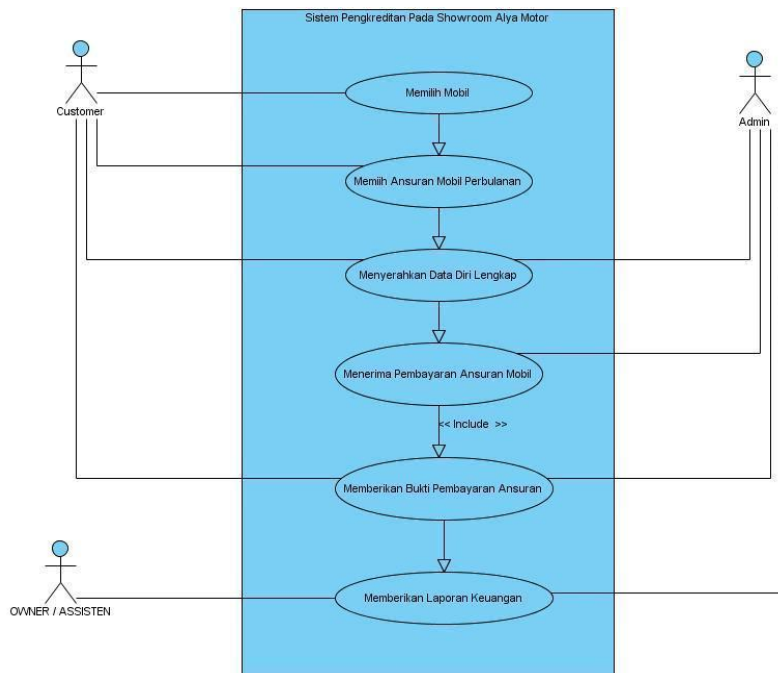 Sistem Pengkreditan Pada Showroom Alya Motor
Memilih Mobil
Customer
Admin
Memiih Ansuran Mobil Perbulanan
Menyerahkan Data Diri Lengkap
Menerima Pembayaran Ansuran Mobil
<< Include >>
Memberikan Bukti Pembayaran Ansuran
Memberikan Laporan Keuangan
OWNER / ASSISTEN